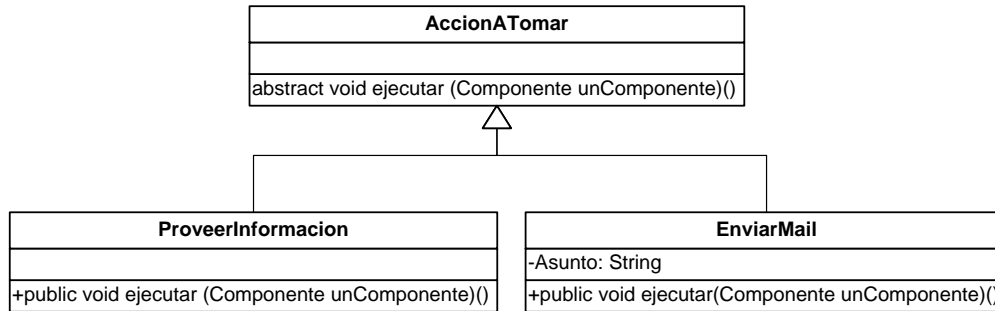 AccionATomar
abstract void ejecutar (Componente unComponente)()
ProveerInformacion
+public void ejecutar (Componente unComponente)()
EnviarMail
-Asunto: String
+public void ejecutar(Componente unComponente)()